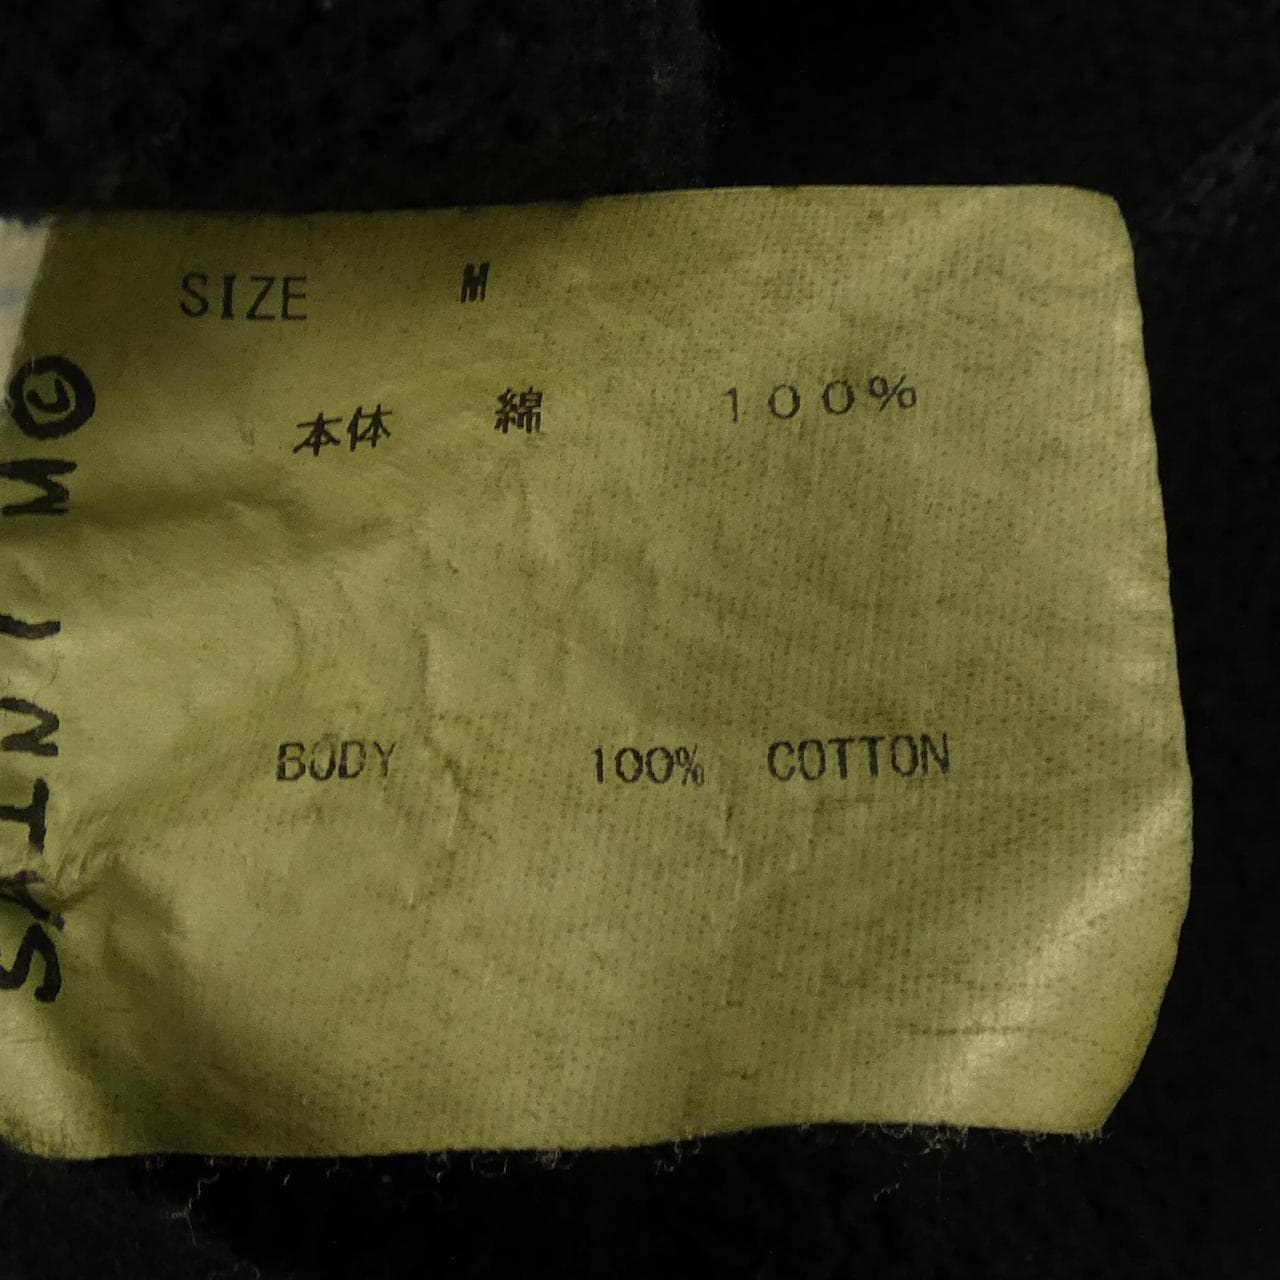 SIZE M
本体 綿 100%
BODY 100% COTTON